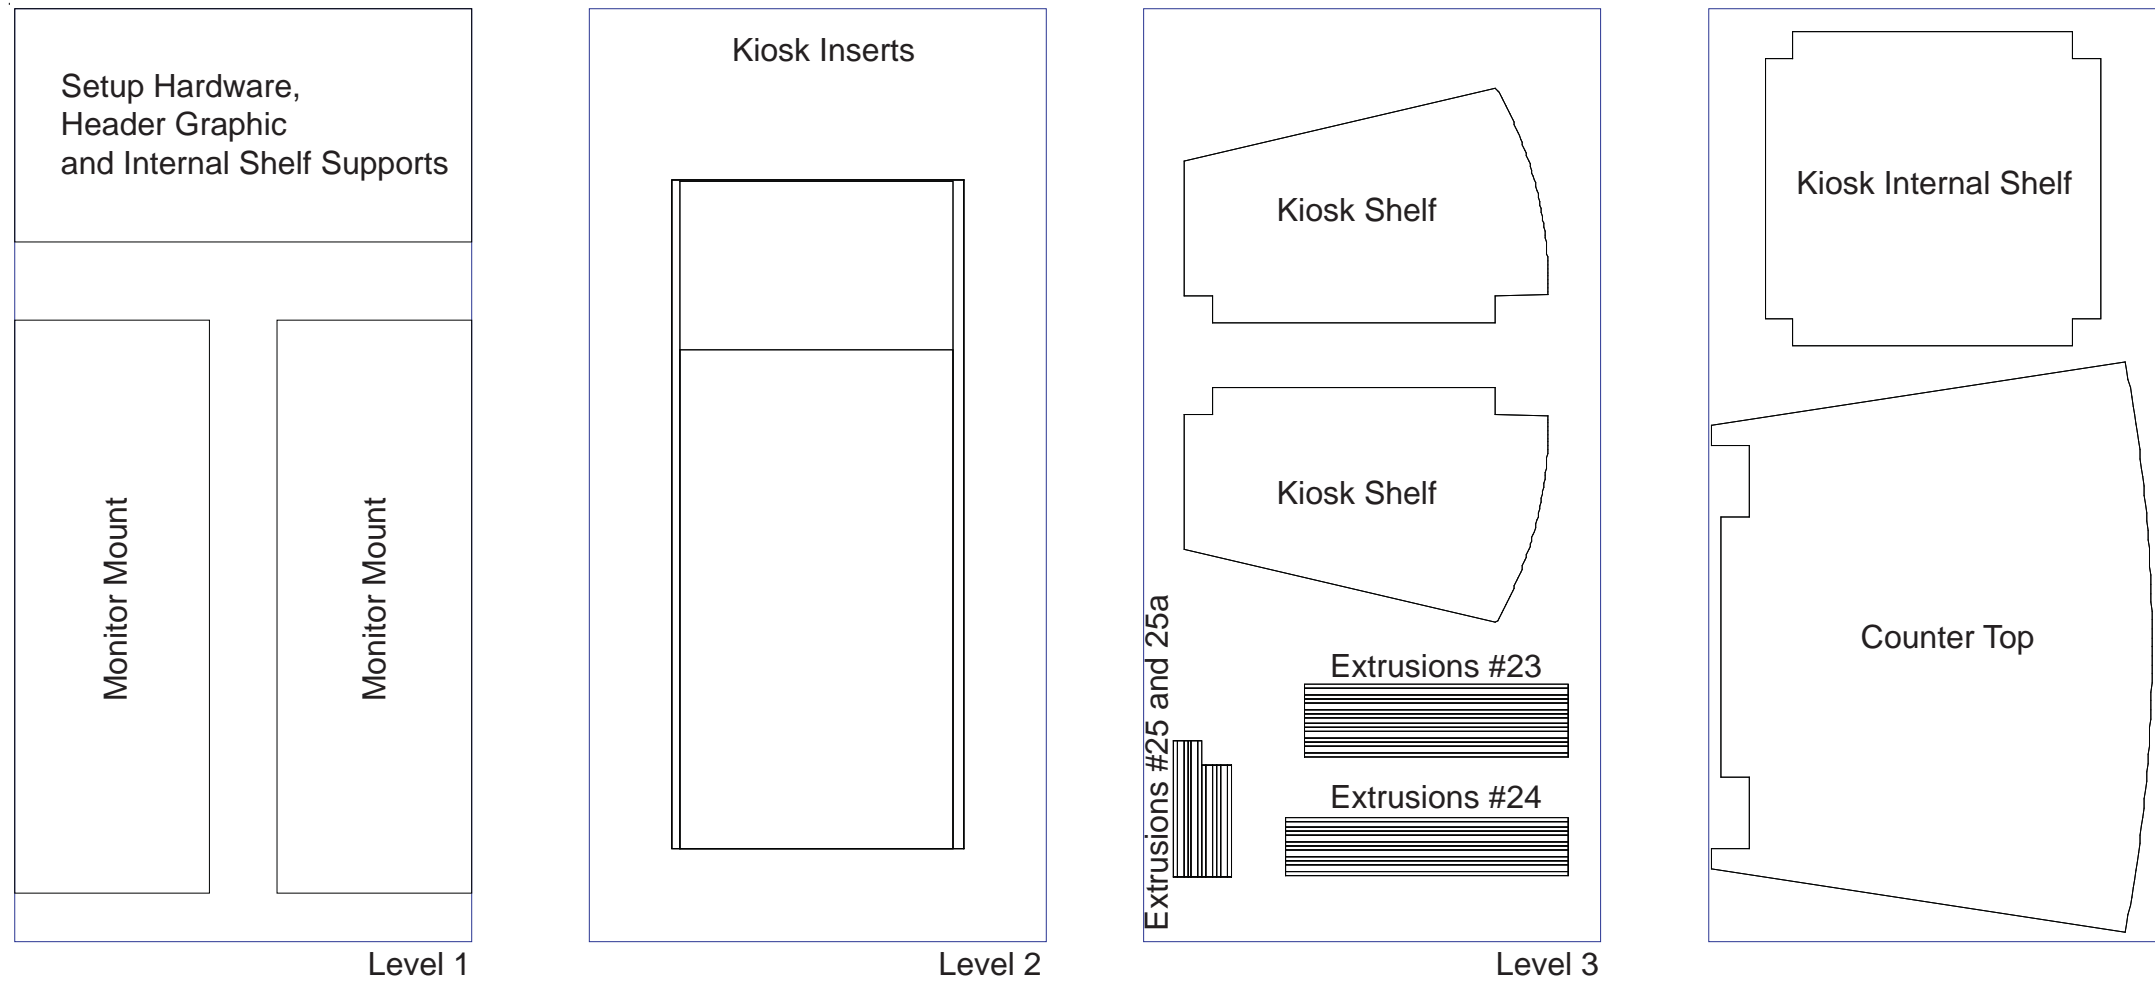 Setup Hardware,
Header Graphic
and Internal Shelf Supports
Monitor Mount
Monitor Mount
Level 1
Kiosk Inserts
Level 2
Kiosk Shelf
Kiosk Shelf
Extrusions #25 and 25a
Extrusions #23
Extrusions #24
Level 3
Kiosk Internal Shelf
Counter Top